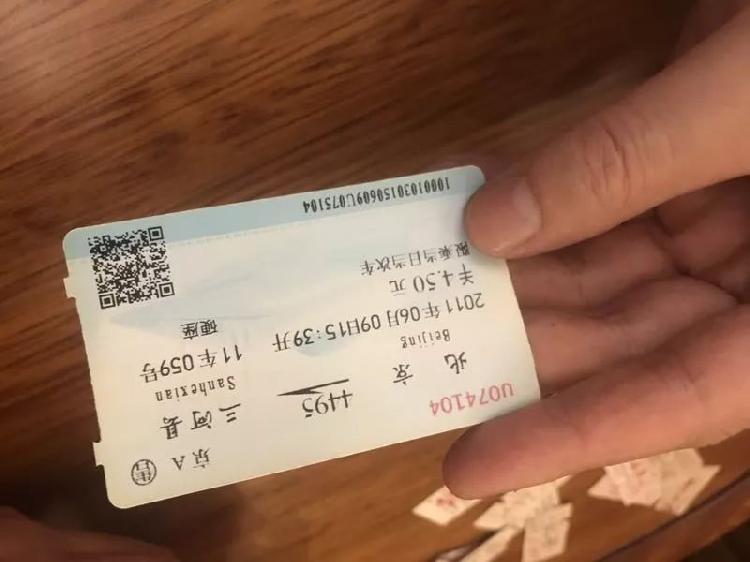 U074104 京A 售
北京 4495 三河县
Beijing Sanhexian
2011年06月09日15:39开 11车059号
¥4.50元 硬座
限乘当日当次车
10001030150609U075104